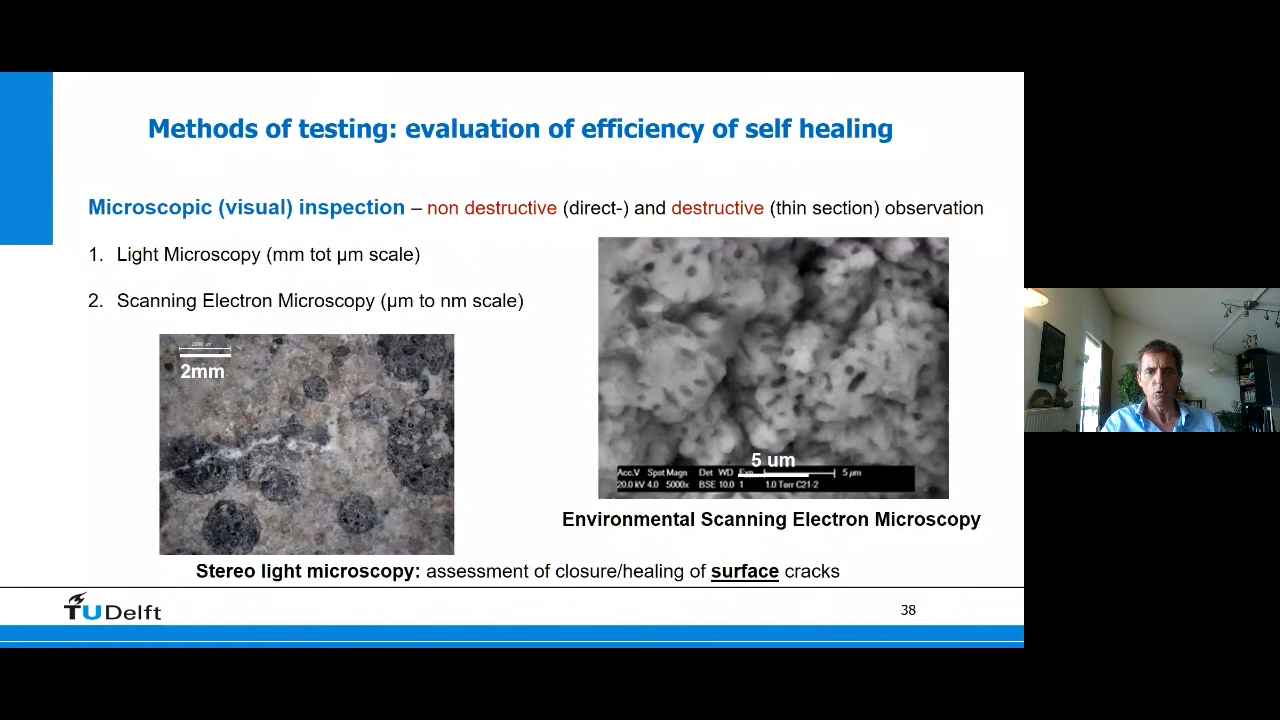 Methods of testing: evaluation of efficiency of self healing
Microscopic (visual) inspection – non destructive (direct-) and destructive (thin section) observation
1. Light Microscopy (mm tot µm scale)
2. Scanning Electron Microscopy (µm to nm scale)
2mm
5 um
Acc.V Spot Magn Det WD Exp 5 µm
20.0 kV 4.0 5000x BSE 10.0 1 1.0 Torr C21-2
Environmental Scanning Electron Microscopy
Stereo light microscopy: assessment of closure/healing of surface cracks
TU Delft
38